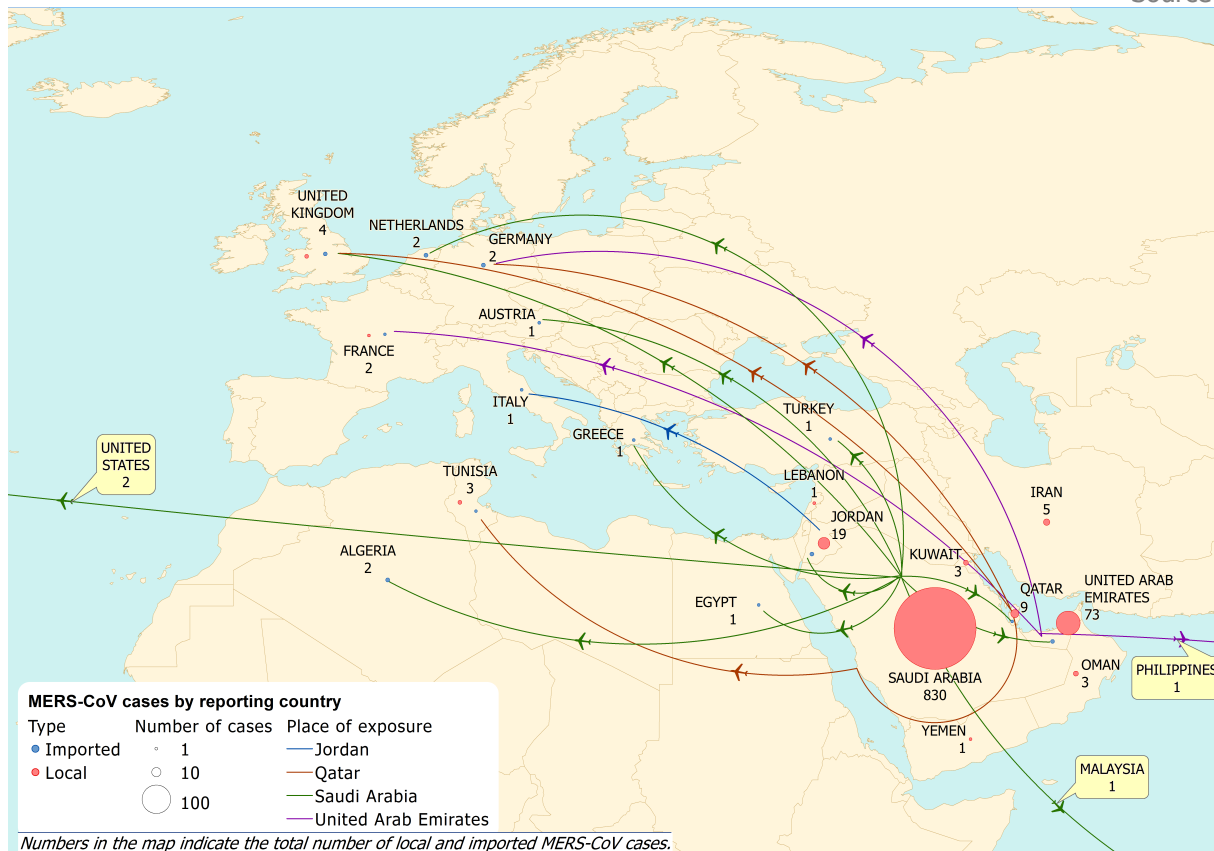 UNITED
KINGDOM
4
NETHERLANDS
2
GERMANY
2
AUSTRIA
1
FRANCE
2
ITALY
1
GREECE
1
TURKEY
1
UNITED
STATES
2
TUNISIA
3
LEBANON
1
IRAN
5
JORDAN
19
ALGERIA
2
KUWAIT
3
EGYPT
1
QATAR
9
UNITED ARAB
EMIRATES
73
SAUDI ARABIA
830
OMAN
3
PHILIPPINES
1
YEMEN
1
MALAYSIA
1
MERS-CoV cases by reporting country
Type
Imported
Local
Number of cases
1
10
100
Place of exposure
Jordan
Qatar
Saudi Arabia
United Arab Emirates
Numbers in the map indicate the total number of local and imported MERS-CoV cases.